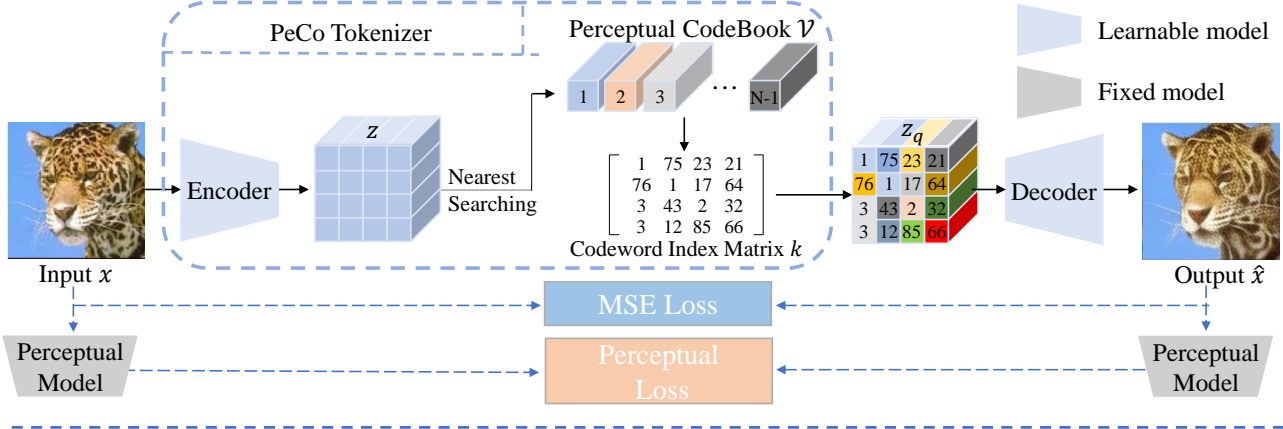 PeCo Tokenizer
Perceptual CodeBook 𝒱
Learnable model
Fixed model
1 2 3 ⋯ N-1
z
z_q
Encoder
Nearest
Searching
1 75 23 21
76 1 17 64
3 43 2 32
3 12 85 66
Codeword Index Matrix k
1 75 23 21
76 1 17 64
3 43 2 32
3 12 85 66
Decoder
Input x
Output x̂
MSE Loss
Perceptual
Model
Perceptual
Loss
Perceptual
Model